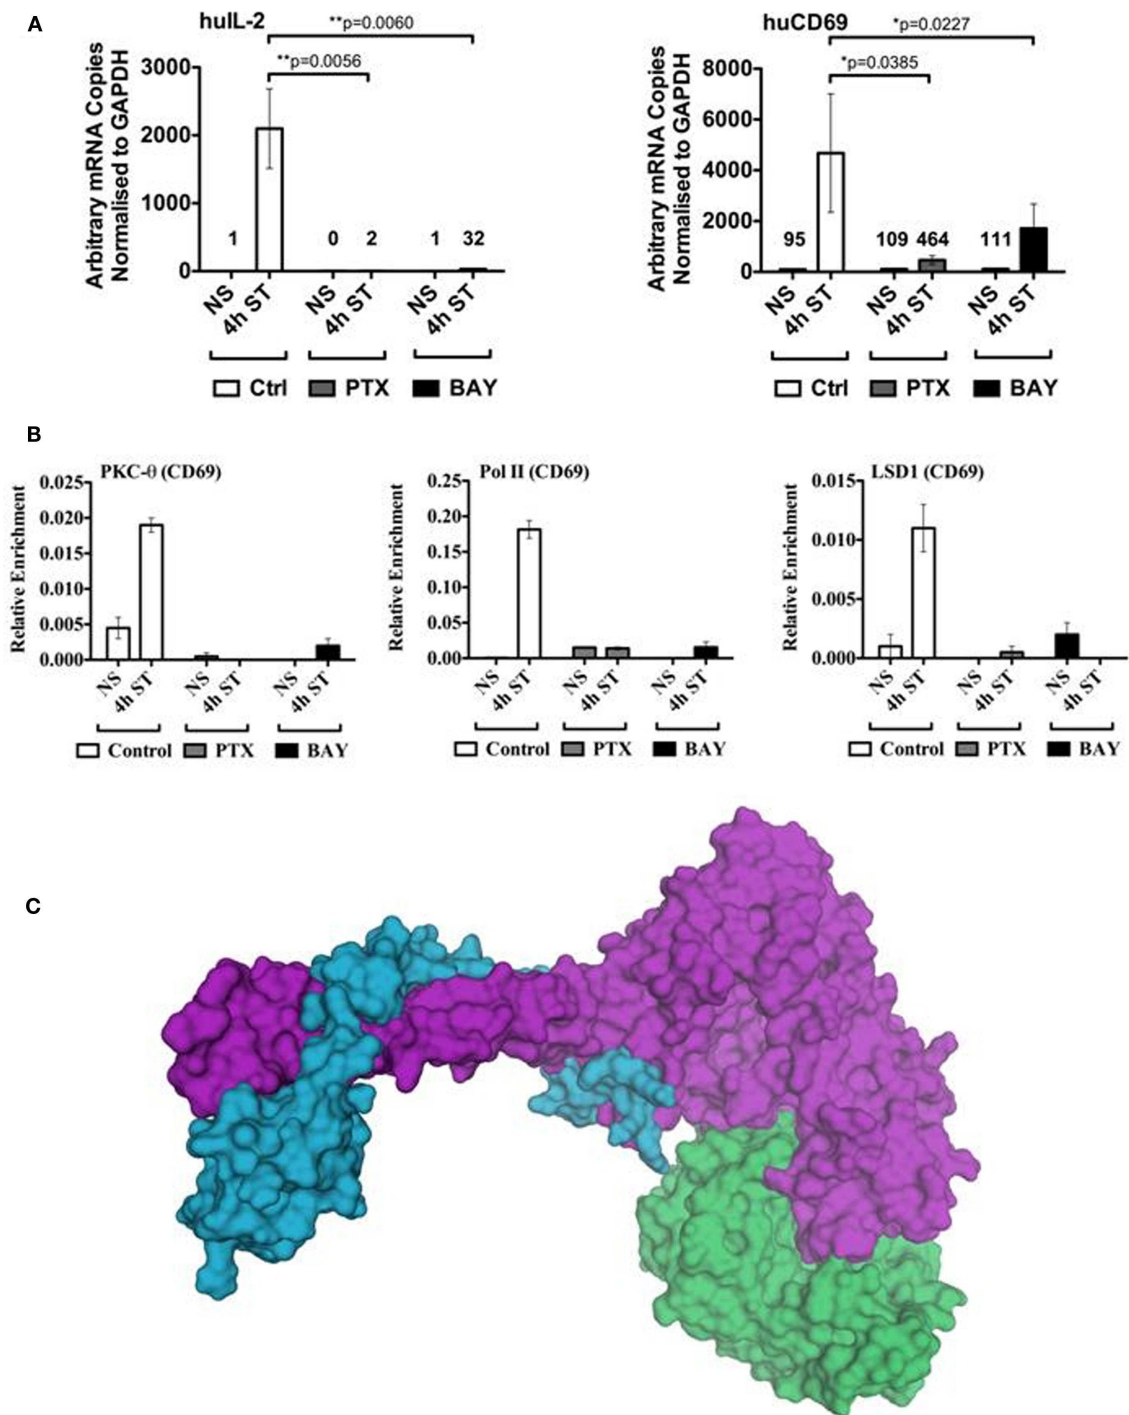 A
huIL-2
**p=0.0060
**p=0.0056
Arbitrary mRNA Copies
Normalised to GAPDH
3000
2000
1000
0
1
0
2
1
32
NS
4h ST
NS
4h ST
NS
4h ST
Ctrl
PTX
BAY
huCD69
*p=0.0227
*p=0.0385
Arbitrary mRNA Copies
Normalised to GAPDH
8000
6000
4000
2000
0
95
109
464
111
NS
4h ST
NS
4h ST
NS
4h ST
Ctrl
PTX
BAY
B
PKC-θ (CD69)
Relative Enrichment
0.025
0.020
0.015
0.010
0.005
0.000
NS
4h ST
NS
4h ST
NS
4h ST
Control
PTX
BAY
Pol II (CD69)
Relative Enrichment
0.25
0.20
0.15
0.10
0.05
0.00
NS
4h ST
NS
4h ST
NS
4h ST
Control
PTX
BAY
LSD1 (CD69)
Relative Enrichment
0.015
0.010
0.005
0.000
NS
4h ST
NS
4h ST
NS
4h ST
Control
PTX
BAY
C